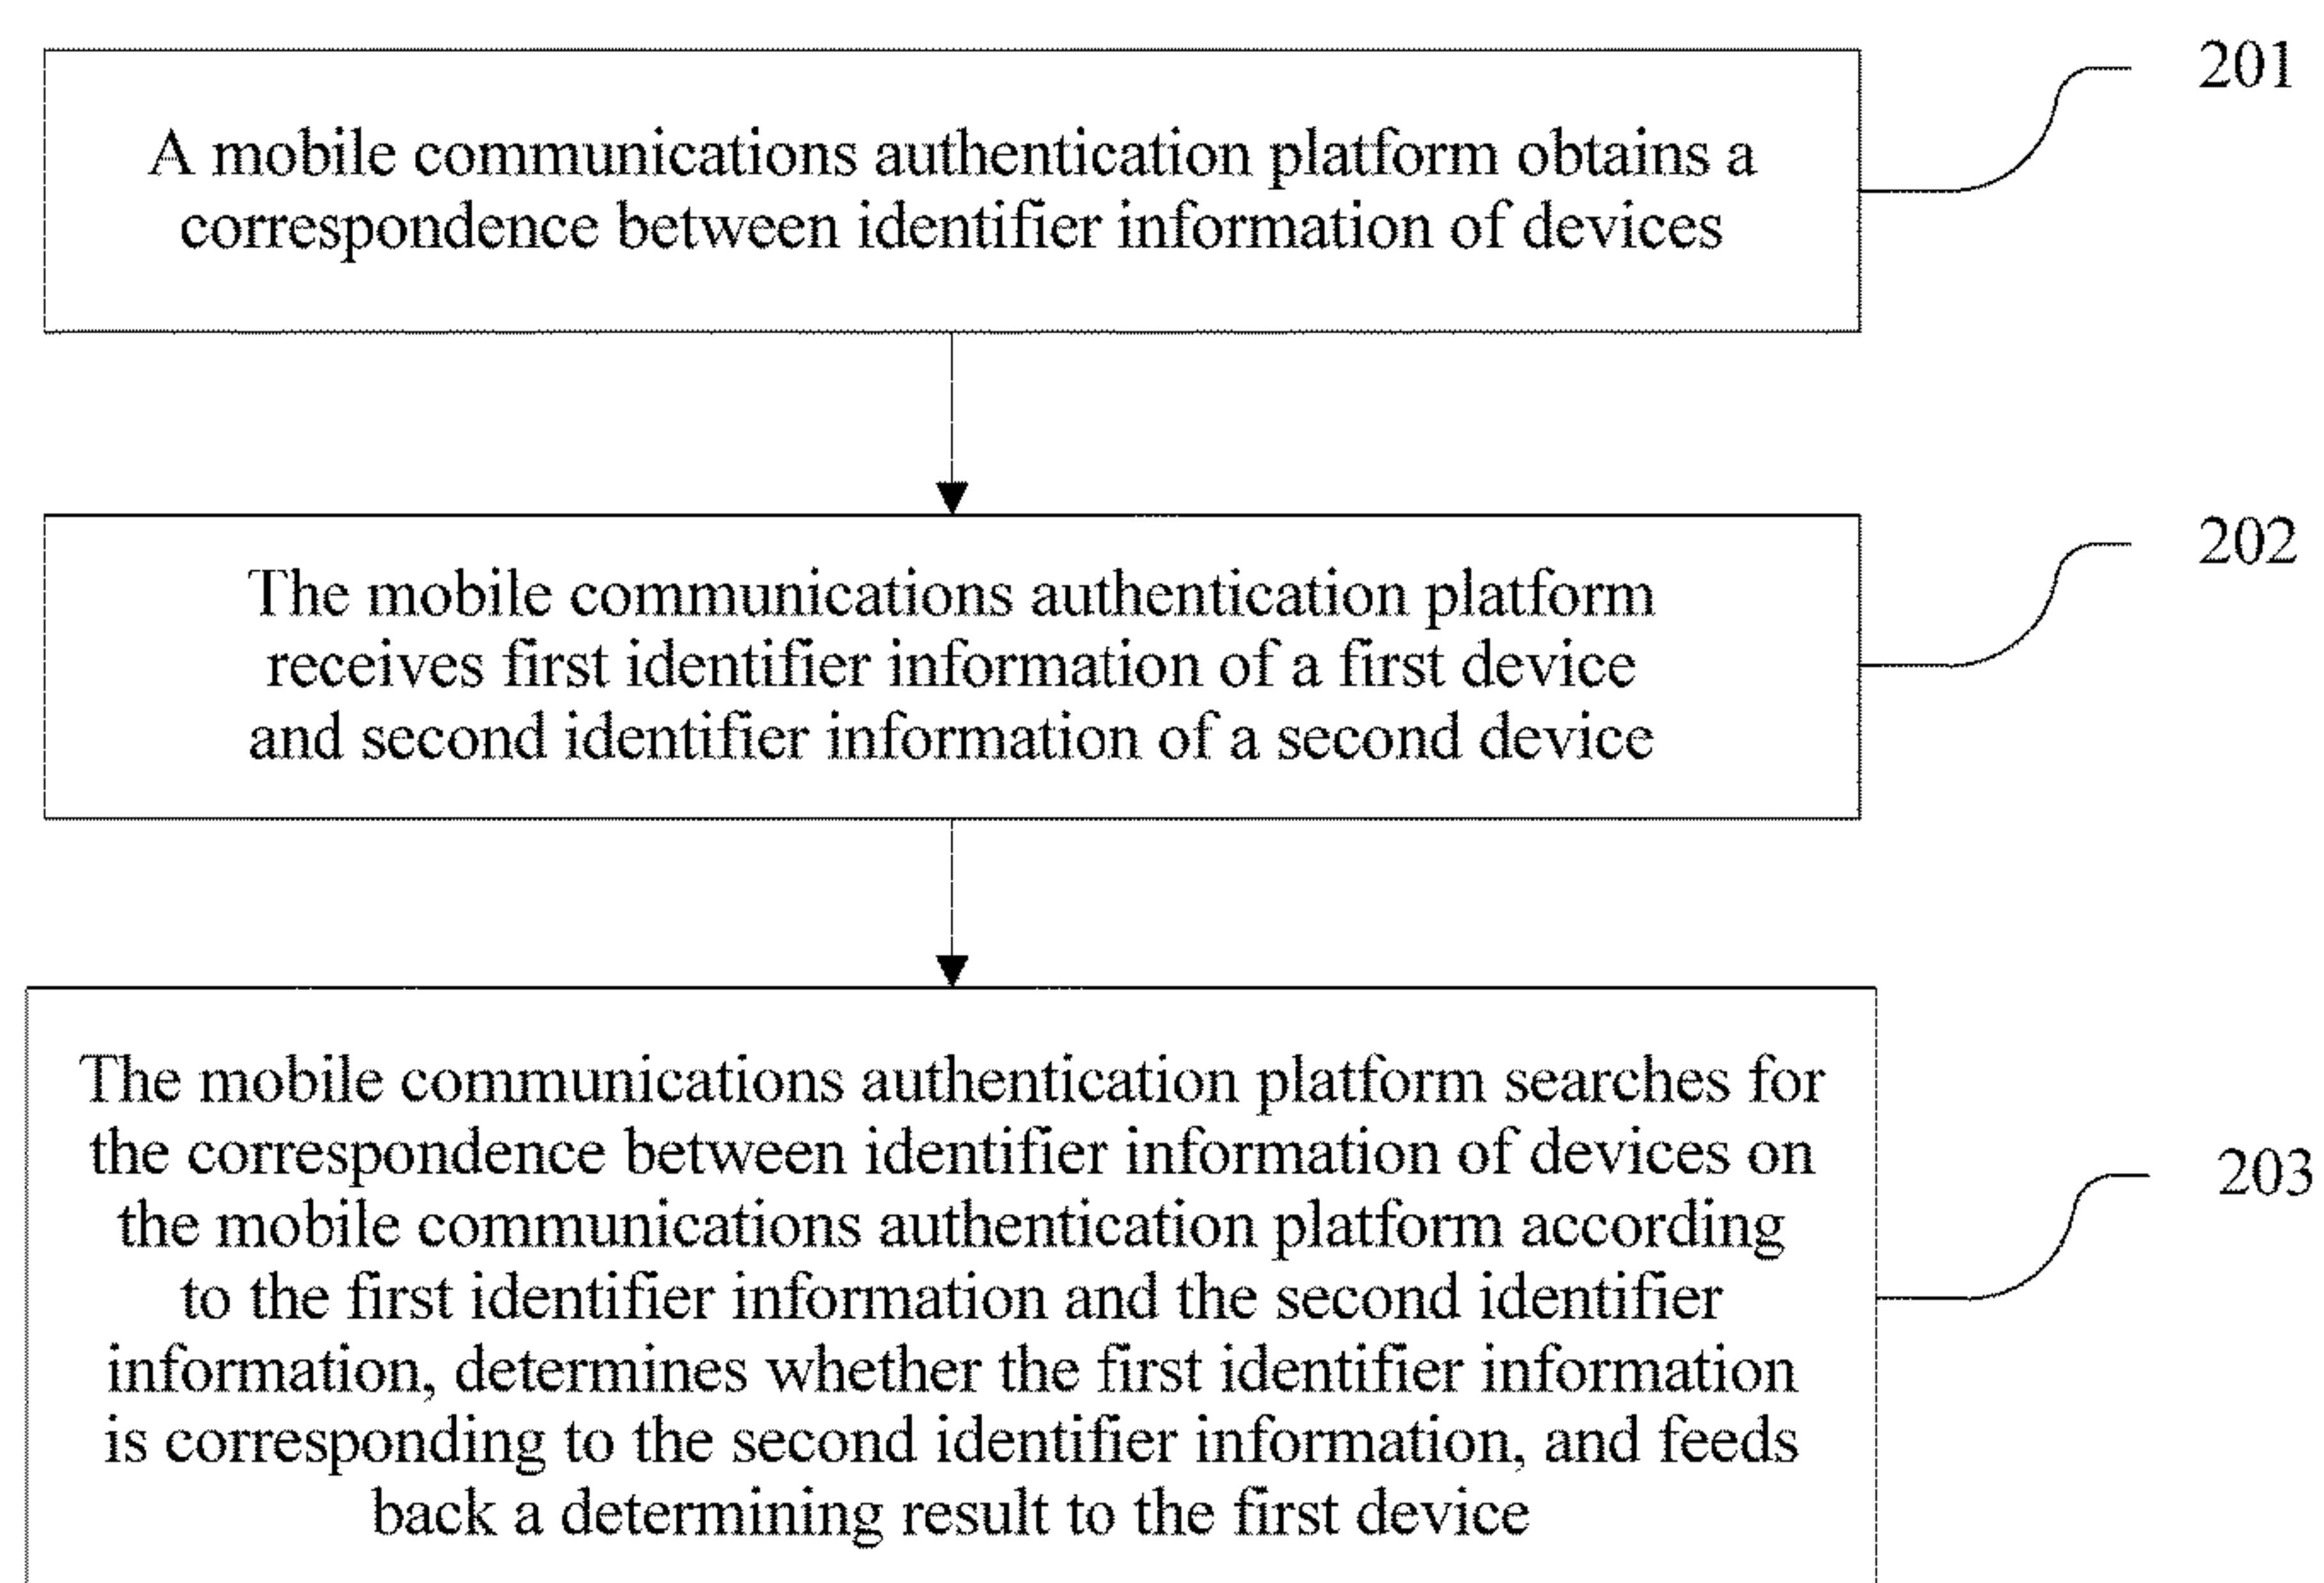 201
A mobile communications authentication platform obtains a
correspondence between identifier information of devices
202
The mobile communications authentication platform
receives first identifier information of a first device
and second identifier information of a second device
The mobile communications authentication platform searches for
the correspondence between identifier information of devices on
the mobile communications authentication platform according
203
to the first identifier information and the second identifier
information, determines whether the first identifier information
is corresponding to the second identifier information, and feeds
back a determining result to the first device